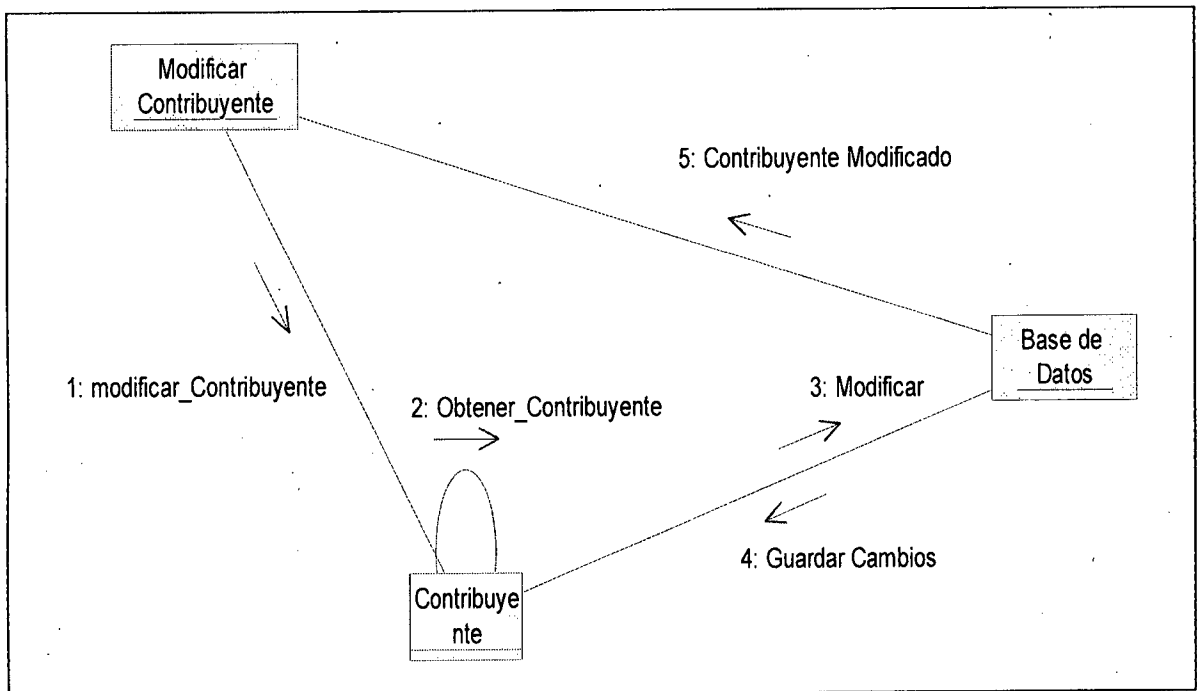 Modificar
Contribuyente
5: Contribuyente Modificado
Base de
Datos
1: modificar_Contribuyente
2: Obtener_Contribuyente
3: Modificar
4: Guardar Cambios
Contribuye
nte